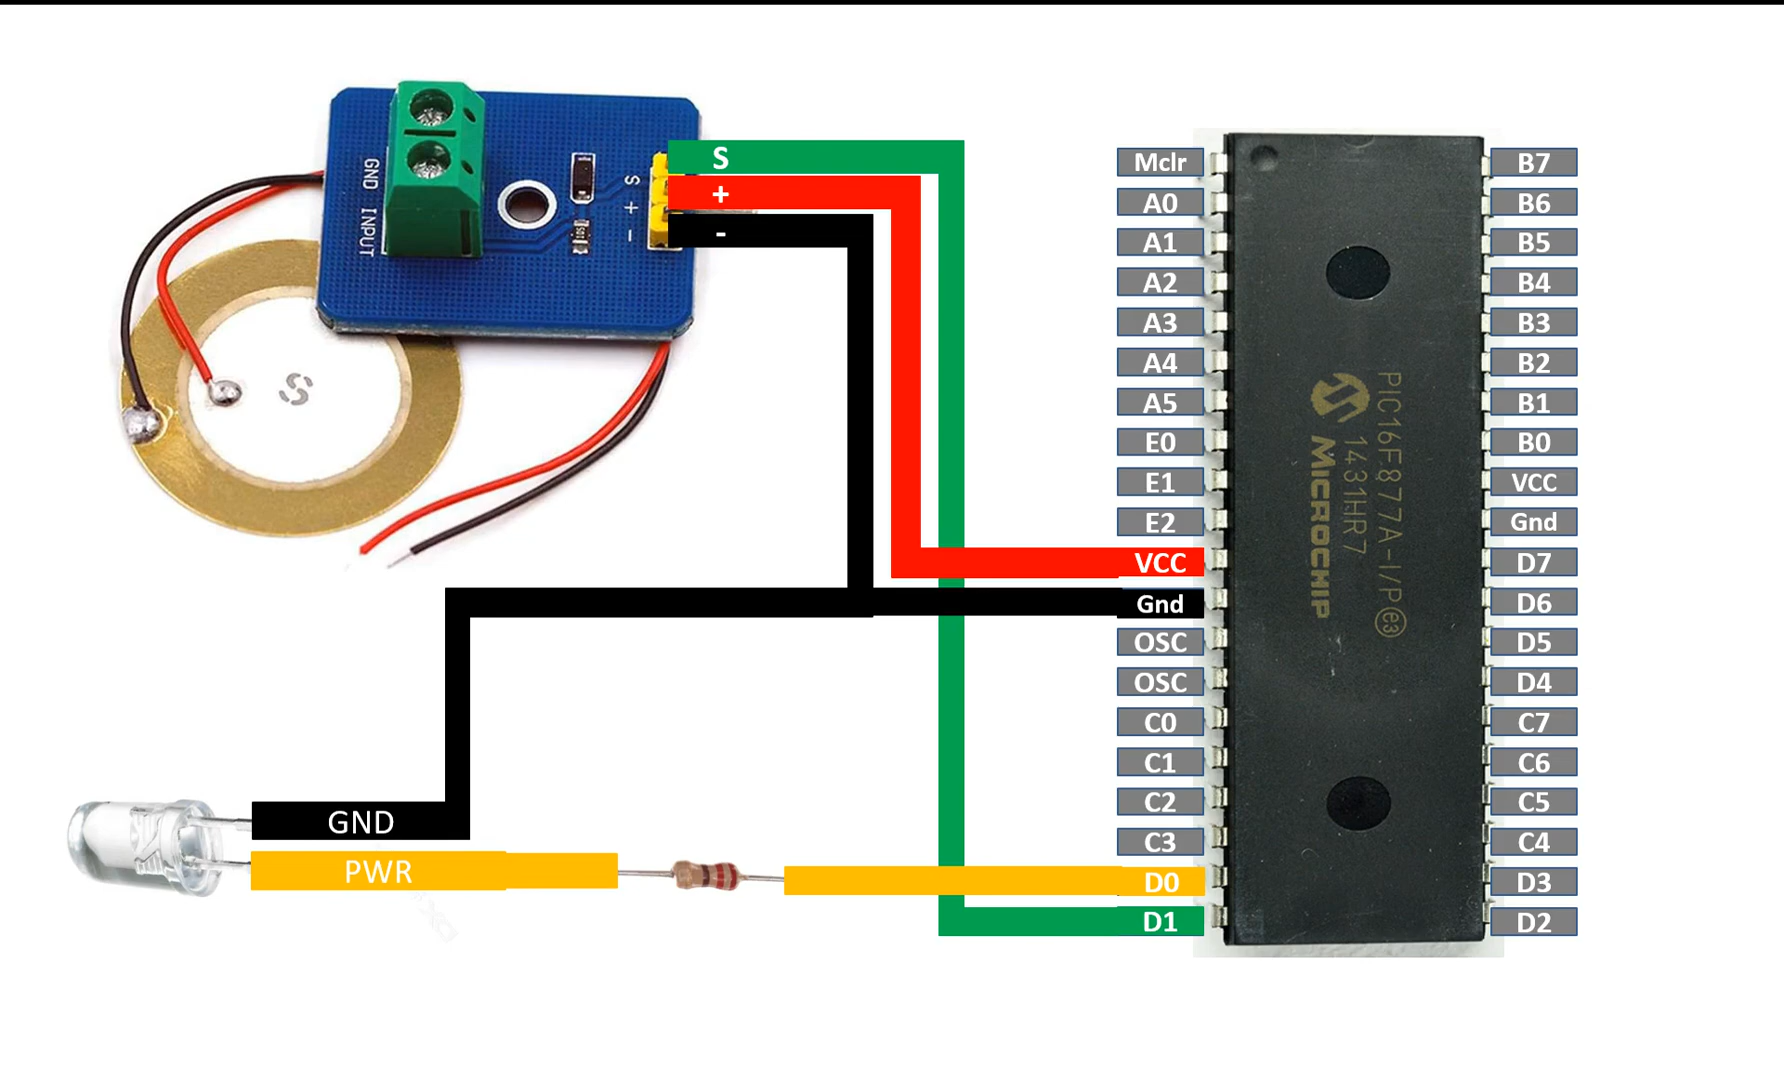 GND INPUT
S
+
-
S
+
-
Mclr
A0
A1
A2
A3
A4
A5
E0
E1
E2
VCC
Gnd
OSC
OSC
C0
C1
C2
C3
D0
D1
PIC16F877A-I/P e3
1431HR7
MICROCHIP
B7
B6
B5
B4
B3
B2
B1
B0
VCC
Gnd
D7
D6
D5
D4
C7
C6
C5
C4
D3
D2
GND
PWR